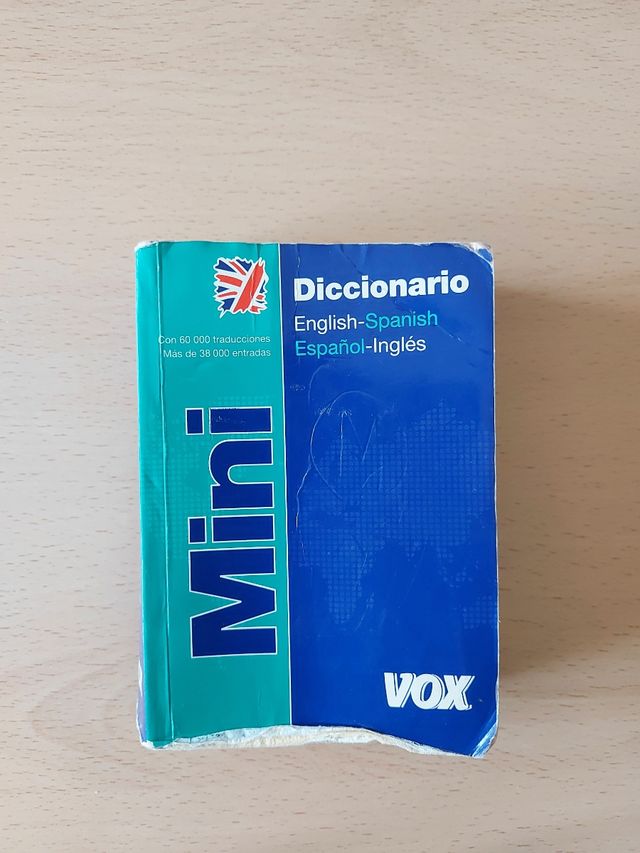 Diccionario
English-Spanish
Español-Inglés
Con 60 000 traducciones
Más de 38 000 entradas
Mini
VOX